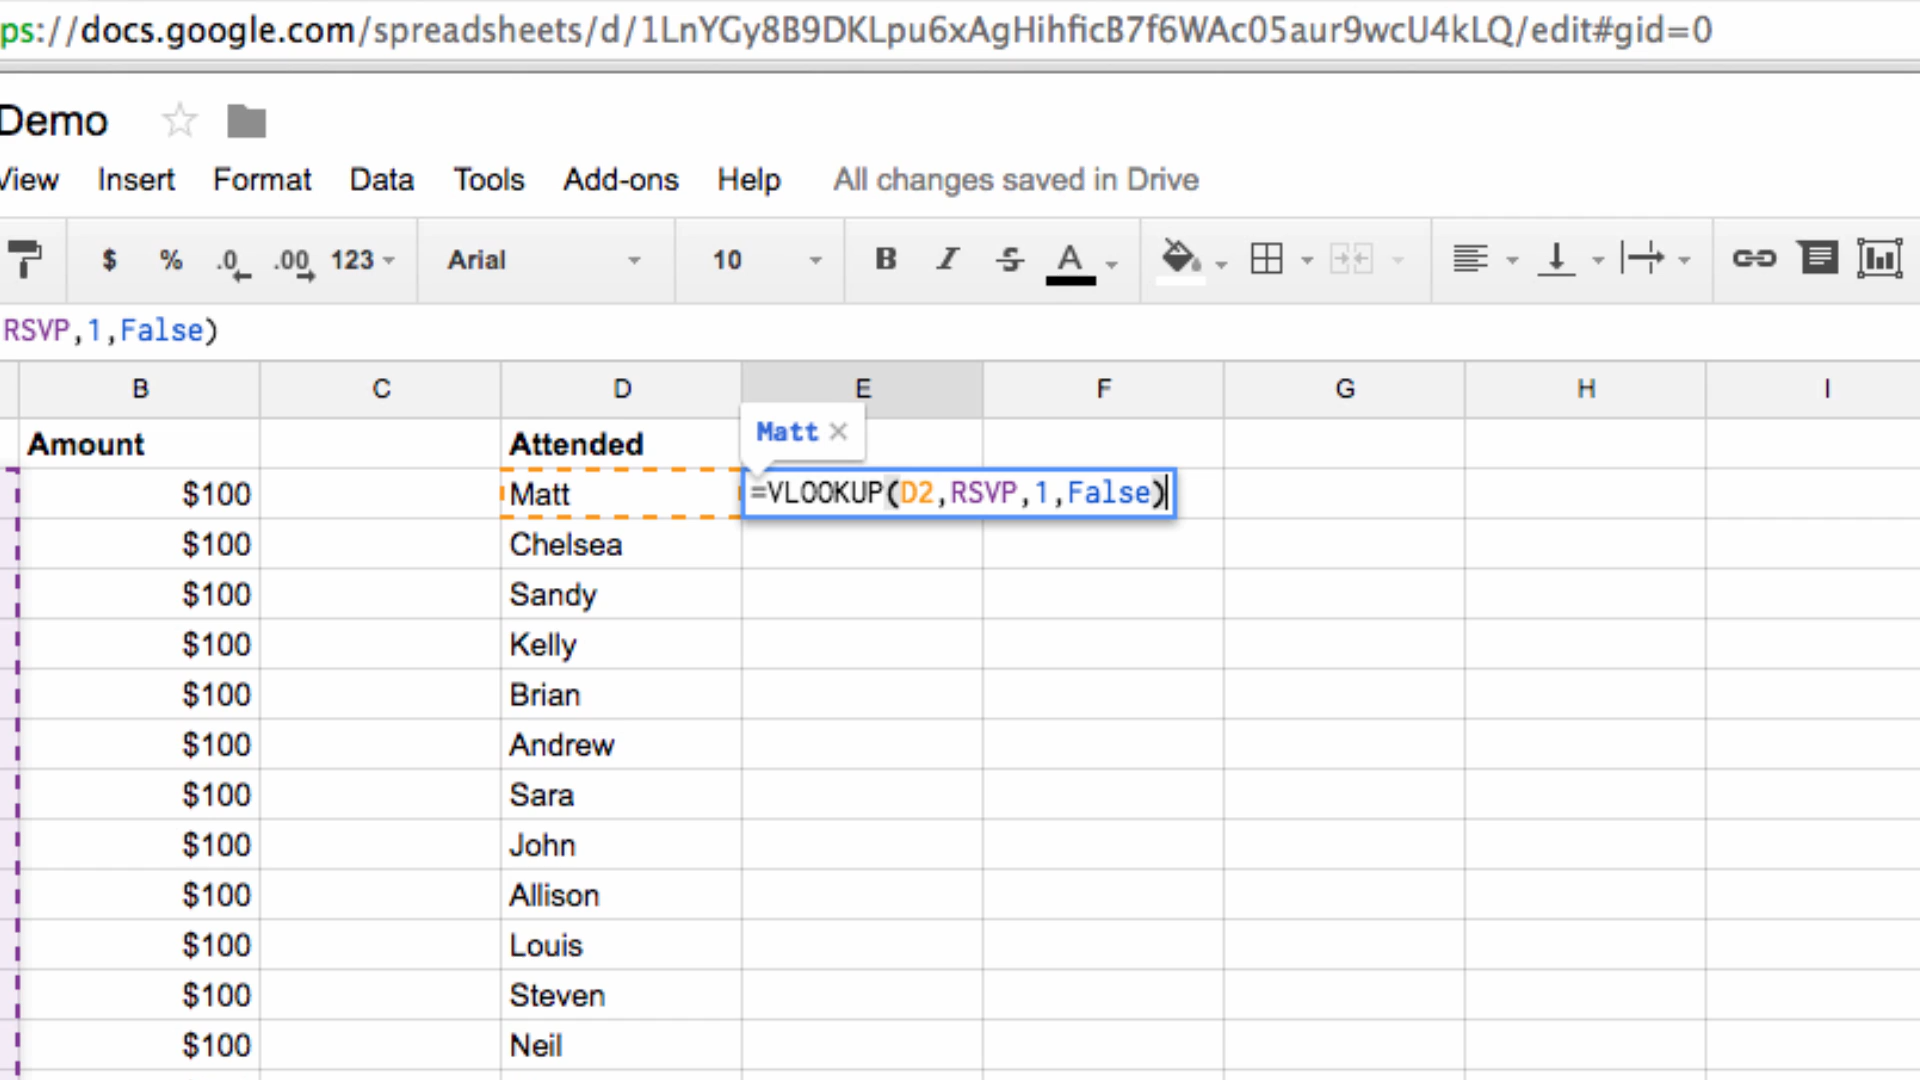 ps://docs.google.com/spreadsheets/d/1LnYGy8B9DKLpu6xAgHihficB7f6WAc05aur9wcU4kLQ/edit#gid=0
Demo
View Insert Format Data Tools Add-ons Help All changes saved in Drive
$ % .0 .00 123 Arial 10 B I S A
RSVP,1,False)
B C D E F G H I
Amount Attended Matt ×
$100 Matt =VLOOKUP(D2,RSVP,1,False)
$100 Chelsea
$100 Sandy
$100 Kelly
$100 Brian
$100 Andrew
$100 Sara
$100 John
$100 Allison
$100 Louis
$100 Steven
$100 Neil